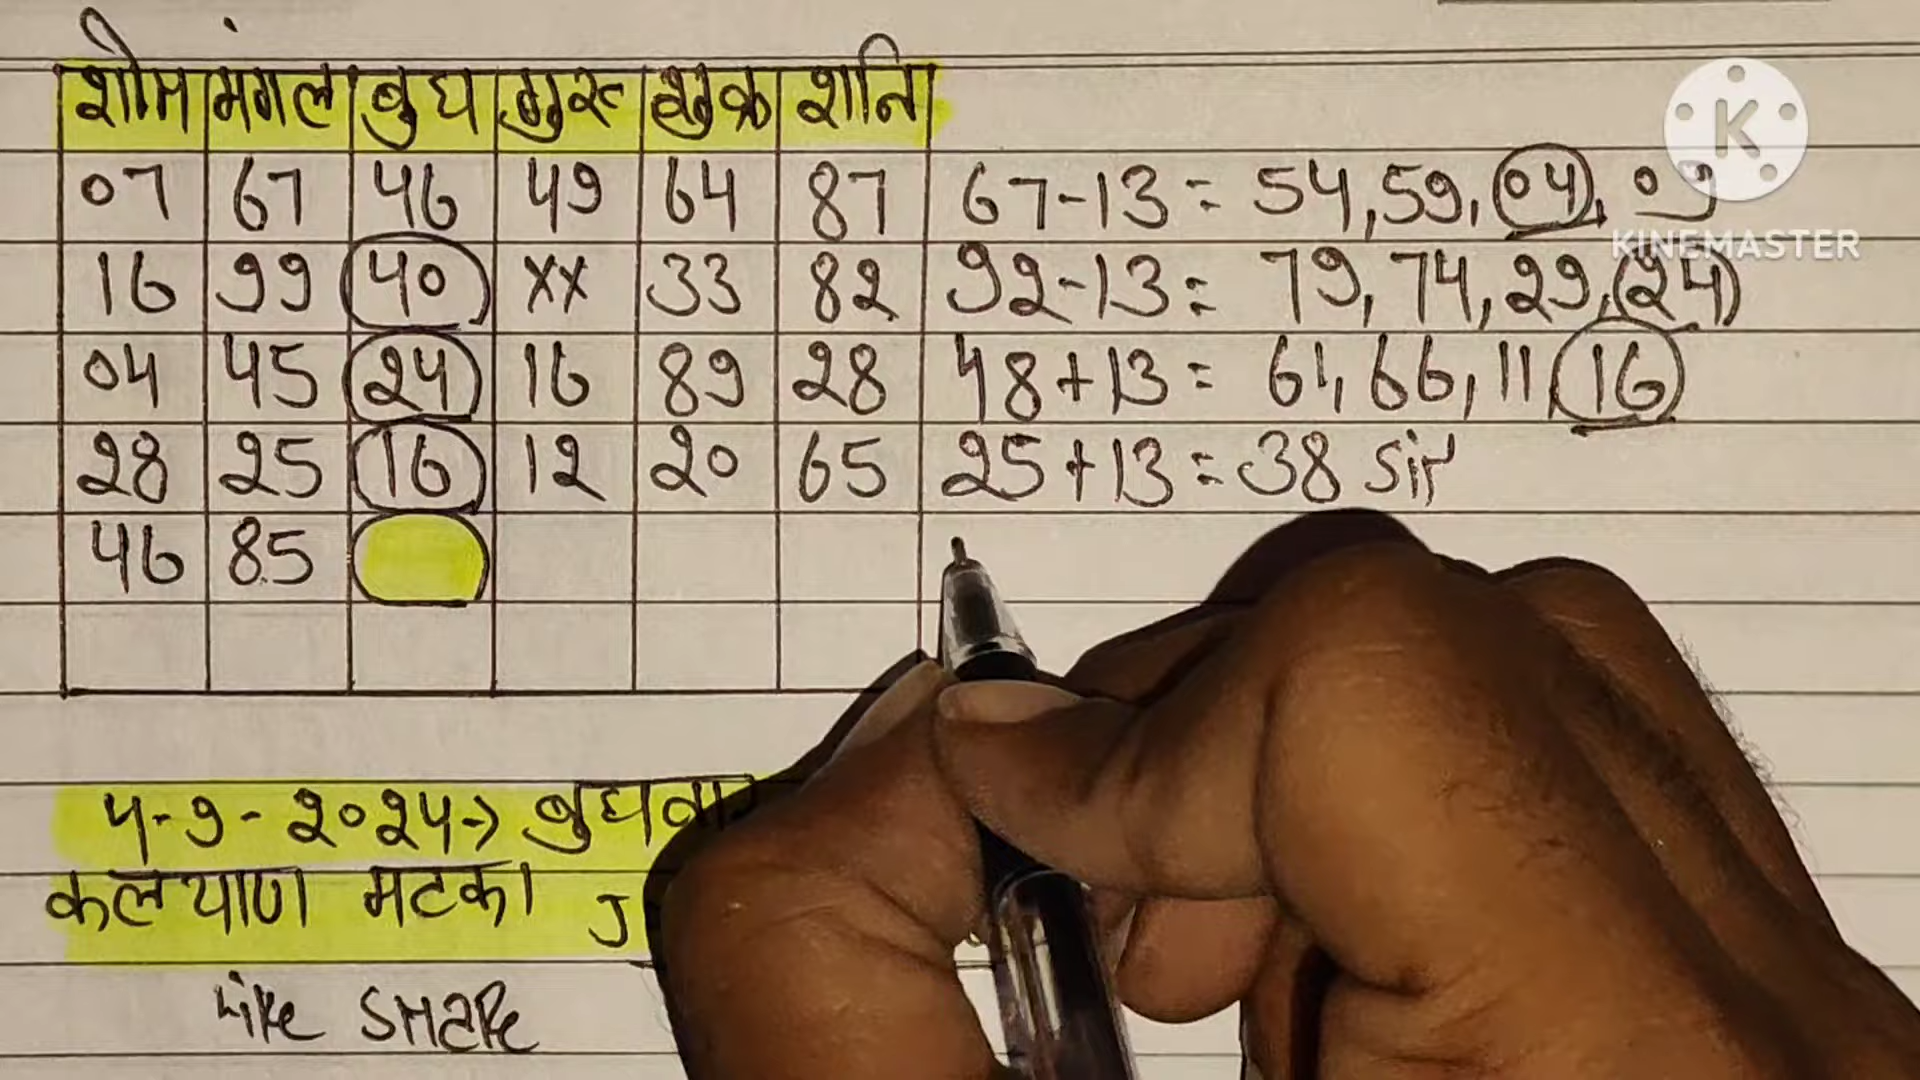 शोम मंगल बुध गुरु शुक्र शनि
07 67 46 49 64 87 67-13= 54,59,04,09
16 99 40 ×× 33 82 92-13= 79,74,29,24
04 45 24 16 89 28 48+13= 61,66,11,16
28 25 16 12 20 65 25+13=38 Sir
46 85
4-9-2024→ बुधवा
कल्याण मटका J
Like SHaRe
K
KINEMASTER